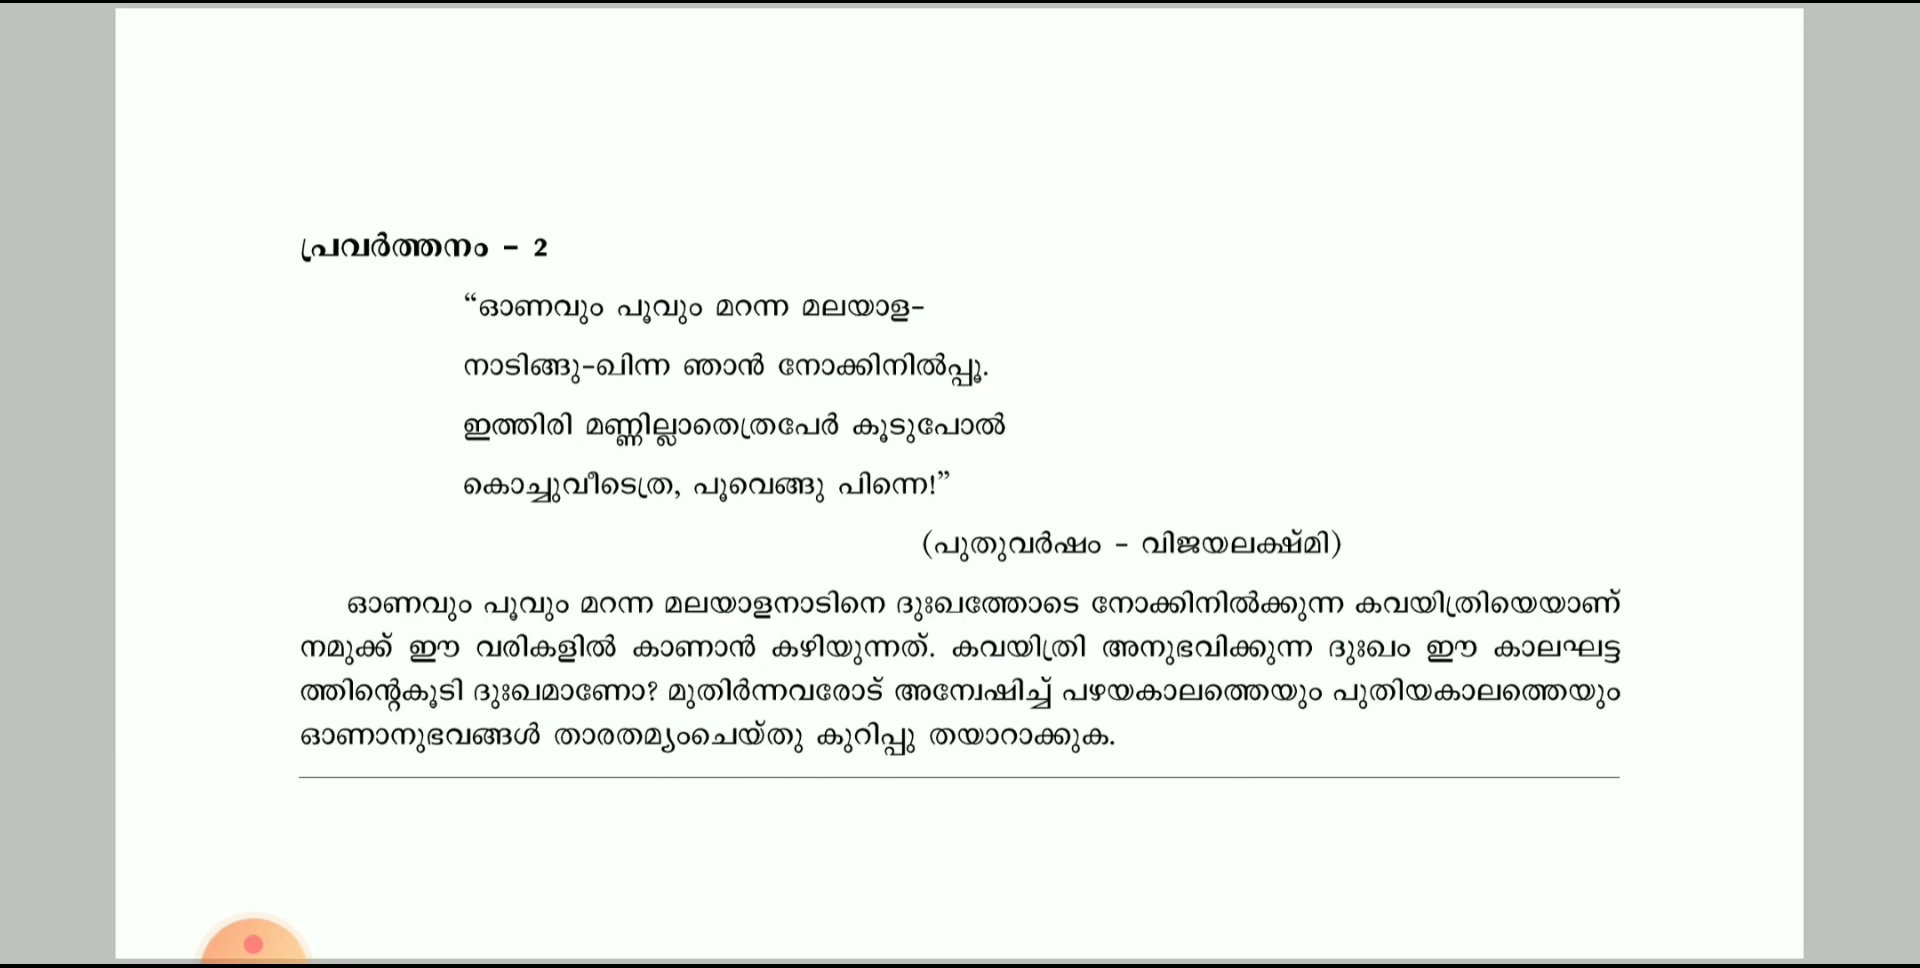 പ്രവർത്തനം - 2
“ഓണവും പൂവും മറന്ന മലയാള-
നാടിങ്ങു-ഖിന്ന ഞാൻ നോക്കിനിൽപ്പൂ.
ഇത്തിരി മണ്ണില്ലാതെത്രപേർ കൂടുപോൽ
കൊച്ചുവീടെത്ര, പൂവെങ്ങു പിന്നെ!”
(പുതുവർഷം - വിജയലക്ഷ്മി)
ഓണവും പൂവും മറന്ന മലയാളനാടിനെ ദുഃഖത്തോടെ നോക്കിനിൽക്കുന്ന കവയിത്രിയെയാണ്
നമുക്ക് ഈ വരികളിൽ കാണാൻ കഴിയുന്നത്. കവയിത്രി അനുഭവിക്കുന്ന ദുഃഖം ഈ കാലഘട്ട
ത്തിന്റെകൂടി ദുഃഖമാണോ? മുതിർന്നവരോട് അന്വേഷിച്ച് പഴയകാലത്തെയും പുതിയകാലത്തെയും
ഓണാനുഭവങ്ങൾ താരതമ്യംചെയ്തു കുറിപ്പു തയാറാക്കുക.